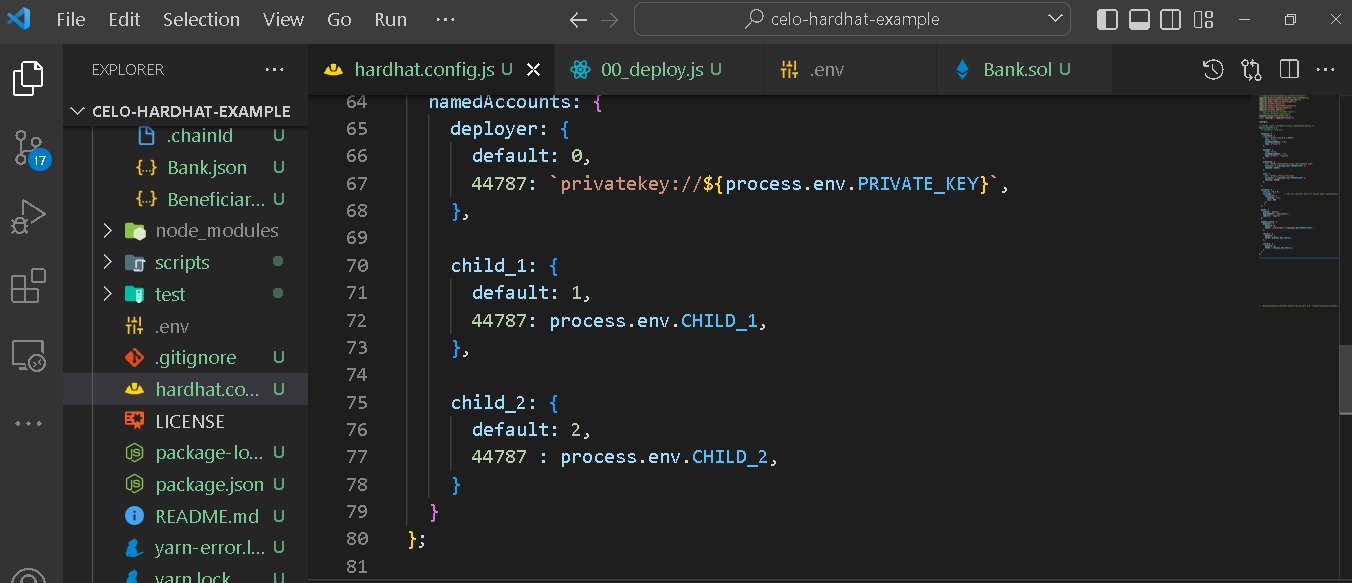 File Edit Selection View Go Run ···
celo-hardhat-example
EXPLORER ···
CELO-HARDHAT-EXAMPLE
.chainId U
{..} Bank.json U
{..} Beneficiar... U
node_modules
scripts
test
.env
.gitignore U
hardhat.co... U
LICENSE
package-lo... U
package.json U
README.md U
yarn-error.l... U
yarn.lock U
17
hardhat.config.js U
00_deploy.js U
.env
Bank.sol U
64 namedAccounts: {
65 deployer: {
66 default: 0,
67 44787: `privatekey://${process.env.PRIVATE_KEY}`,
68 },
69
70 child_1: {
71 default: 1,
72 44787: process.env.CHILD_1,
73 },
74
75 child_2: {
76 default: 2,
77 44787 : process.env.CHILD_2,
78 }
79 }
80 };
81